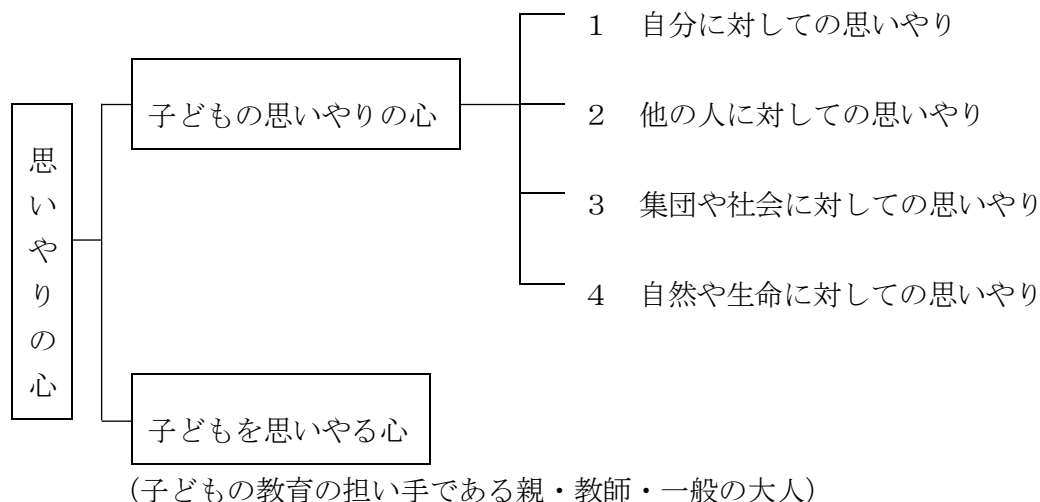 思いやりの心
子どもの思いやりの心
1 自分に対しての思いやり
2 他の人に対しての思いやり
3 集団や社会に対しての思いやり
4 自然や生命に対しての思いやり
子どもを思いやる心
(子どもの教育の担い手である親・教師・一般の大人)